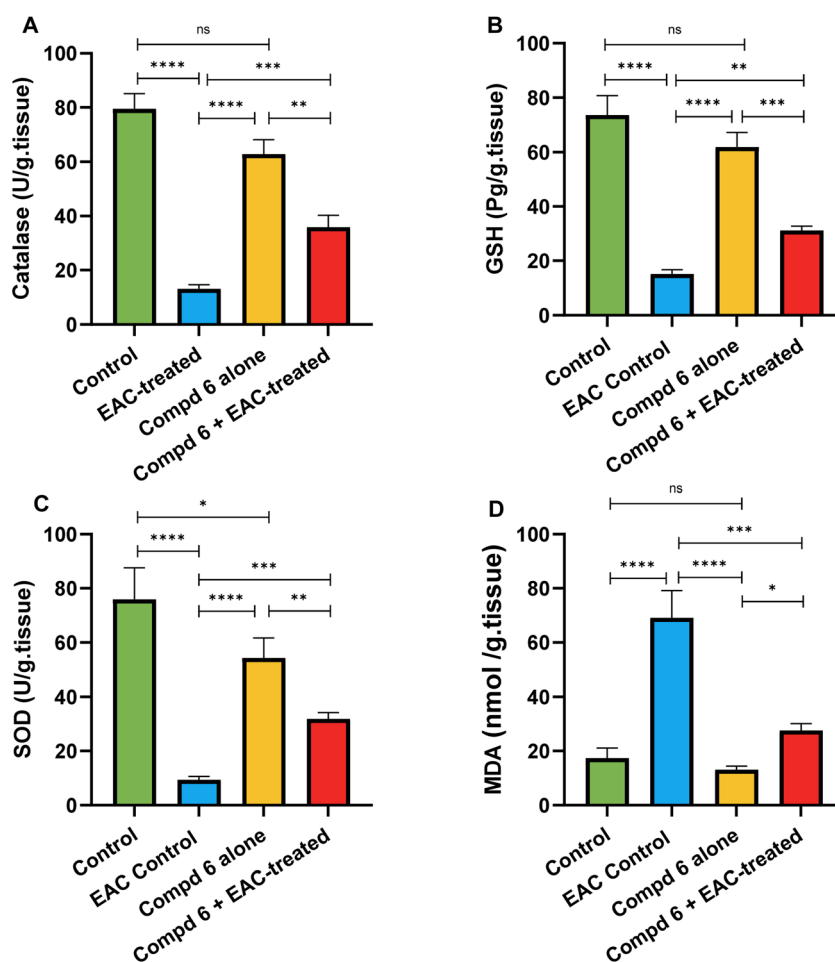 A
ns
**** ***
**** **
Catalase (U/g.tissue)
100
80
60
40
20
0
Control
EAC-treated
Compd 6 alone
Compd 6 + EAC-treated
B
ns
**** **
**** ***
GSH (Pg/g.tissue)
100
80
60
40
20
0
Control
EAC Control
Compd 6 alone
Compd 6 + EAC-treated
C
*
****
***
**** **
SOD (U/g.tissue)
100
80
60
40
20
0
Control
EAC Control
Compd 6 alone
Compd 6 + EAC-treated
D
ns
***
**** ****
*
MDA (nmol /g.tissue)
100
80
60
40
20
0
Control
EAC Control
Compd 6 alone
Compd 6 + EAC-treated